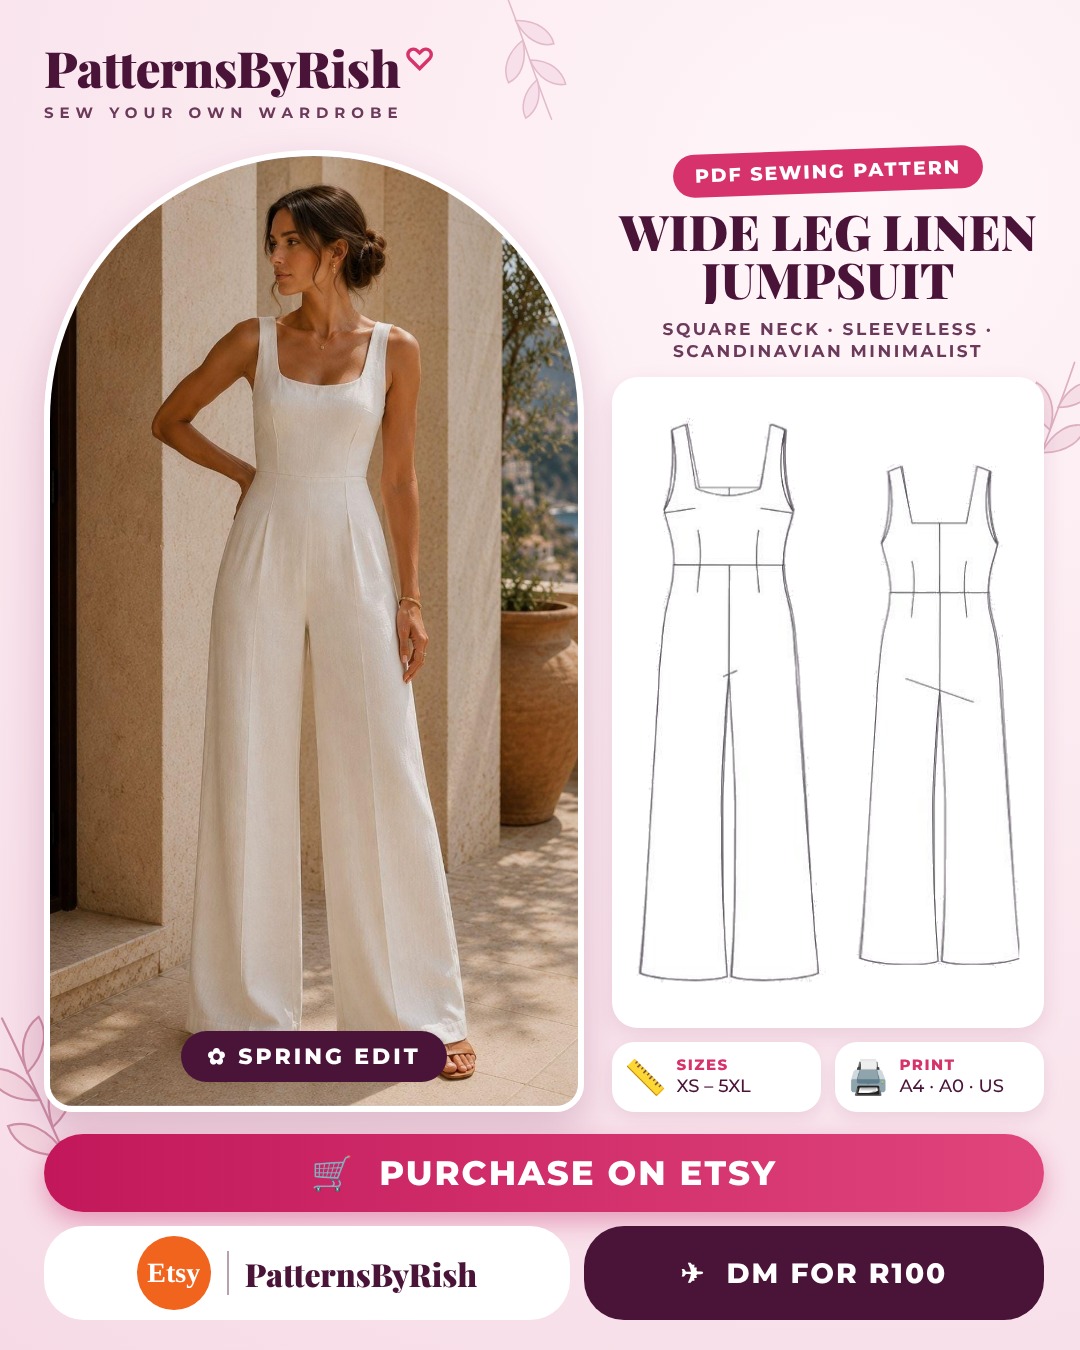 PatternsByRish
SEW YOUR OWN WARDROBE
PDF SEWING PATTERN
WIDE LEG LINEN
JUMPSUIT
SQUARE NECK · SLEEVELESS ·
SCANDINAVIAN MINIMALIST
✿ SPRING EDIT
SIZES
XS – 5XL
PRINT
A4 · A0 · US
PURCHASE ON ETSY
Etsy
PatternsByRish
DM FOR R100